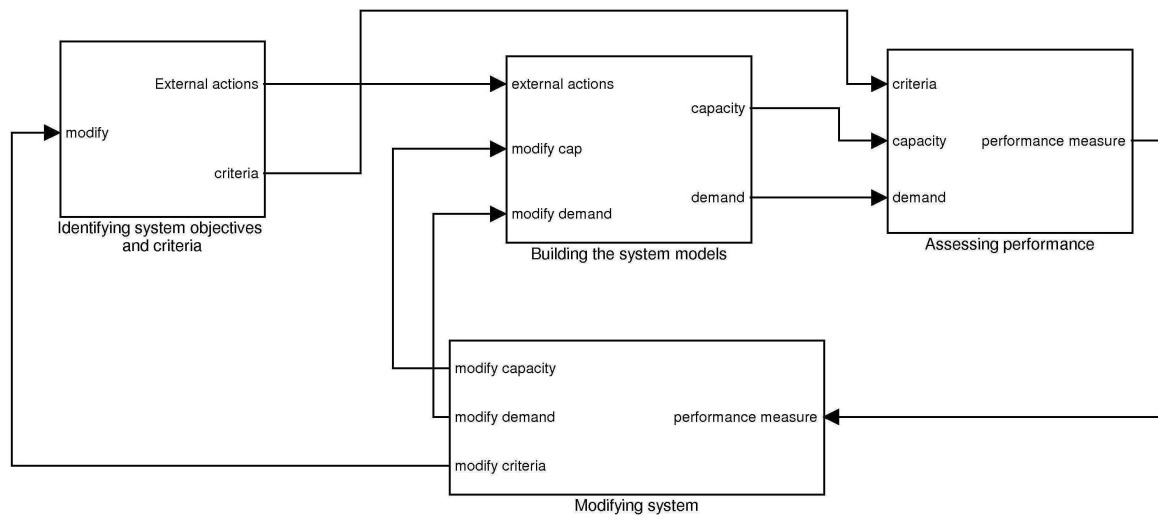 External actions
modify
criteria
Identifying system objectives
and criteria
external actions
capacity
modify cap
demand
modify demand
Building the system models
criteria
capacity
performance measure
demand
Assessing performance
modify capacity
modify demand
performance measure
modify criteria
Modifying system